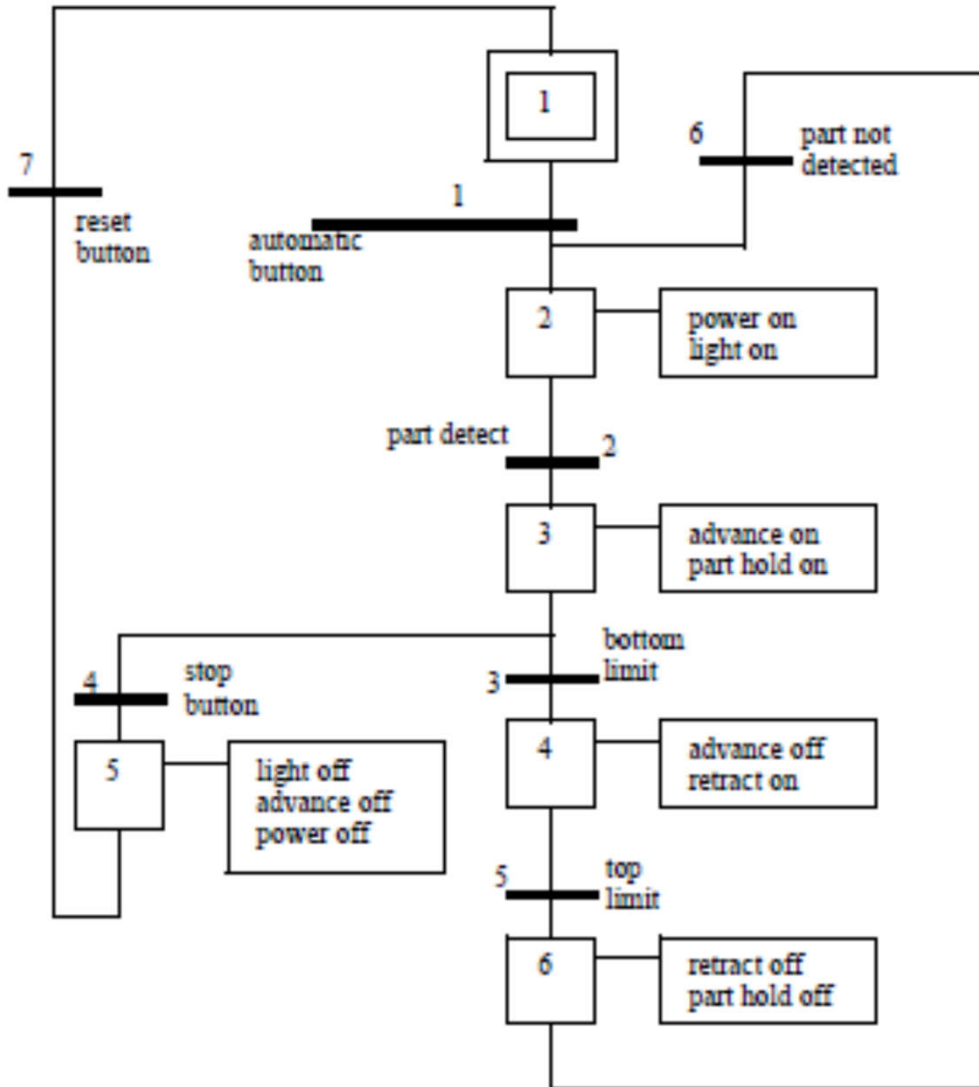 1
6
part not
detected
7
reset
button
1
automatic
button
2
power on
light on
part detect
2
3
advance on
part hold on
bottom
limit
3
4
stop
button
4
advance off
retract on
5
light off
advance off
power off
5
top
limit
6
retract off
part hold off